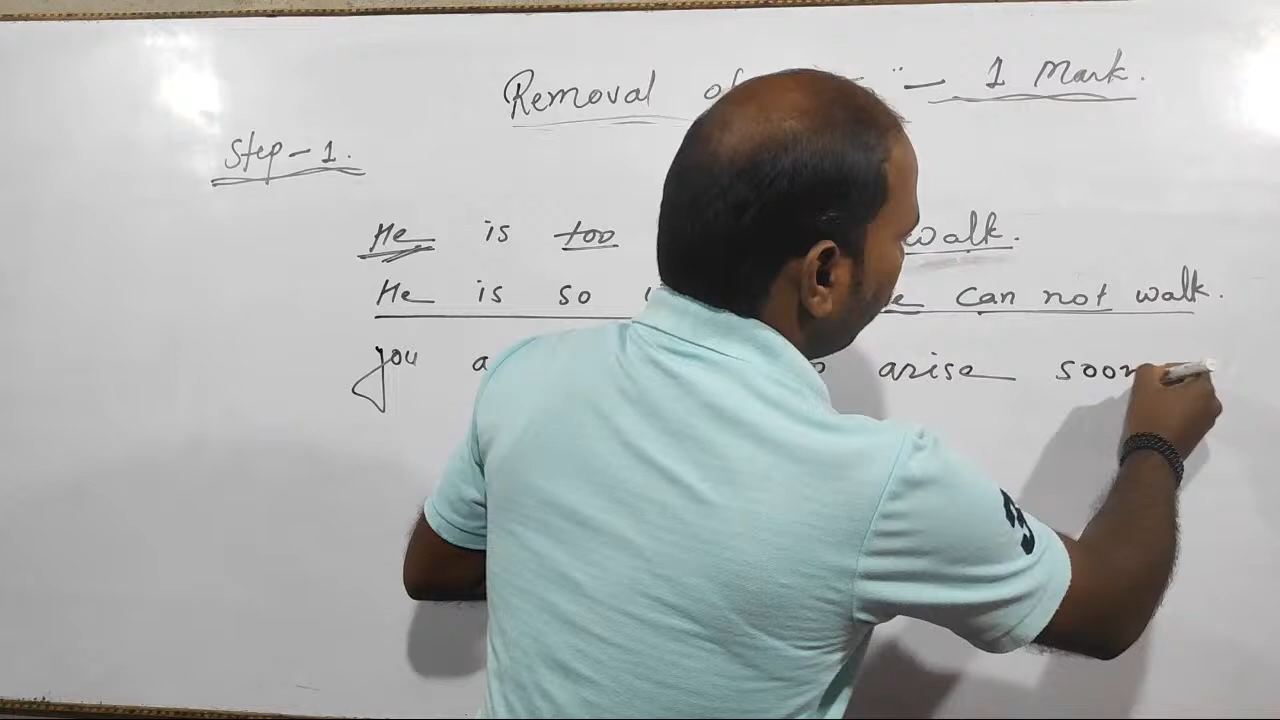 Removal of " - 1 Mark.
Step - 1.
He is too walk.
He is so can not walk.
you arise soon
3